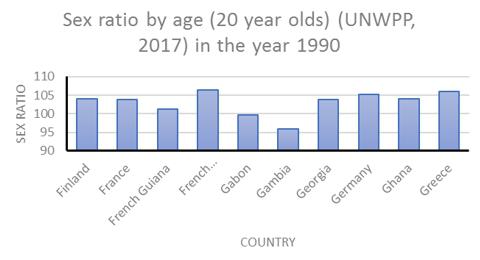 Sex ratio by age (20 year olds) (UNWPP,
2017) in the year 1990
110
105
100
95
90
SEX RATIO
Finland
France
French Guiana
French...
Gabon
Gambia
Georgia
Germany
Ghana
Greece
COUNTRY